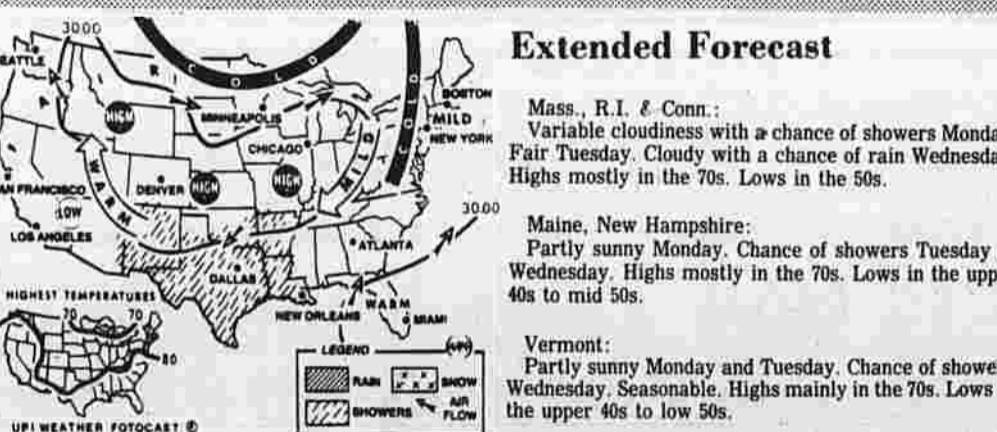 30.00
SEATTLE
FAIR
COLD
COLD
HIGH
MINNEAPOLIS
BOSTON
MILD
NEW YORK
CHICAGO
MILD
WARM
DENVER
HIGH
HIGH
SAN FRANCISCO
LOW
LOS ANGELES
30.00
ATLANTA
DALLAS
HIGHEST TEMPERATURES
70
70
80
NEW ORLEANS
WARM
MIAMI
LEGEND
UPI
RAIN
SNOW
SHOWERS
AIR FLOW
UPI WEATHER FOTOCAST ©
Extended Forecast
Mass., R.I. & Conn.:
Variable cloudiness with a chance of showers Monda
Fair Tuesday. Cloudy with a chance of rain Wednesda
Highs mostly in the 70s. Lows in the 50s.
Maine, New Hampshire:
Partly sunny Monday. Chance of showers Tuesday
Wednesday. Highs mostly in the 70s. Lows in the upp
40s to mid 50s.
Vermont:
Partly sunny Monday and Tuesday. Chance of showe
Wednesday. Seasonable. Highs mainly in the 70s. Lows
the upper 40s to low 50s.